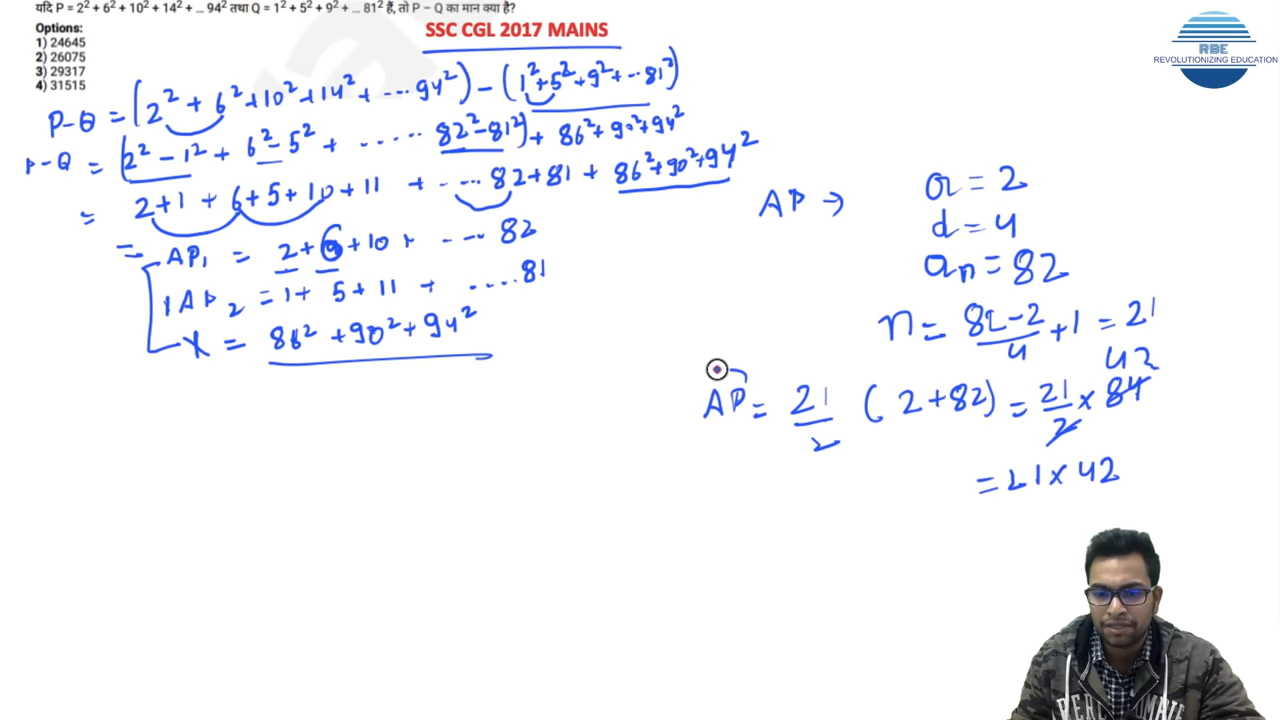 यदि P = 2² + 6² + 10² + 14² + ... 94² तथा Q = 1² + 5² + 9² + ... 81² हैं, तो P – Q का मान क्या है?
Options:
1) 24645
2) 26075
3) 29317
4) 31515
SSC CGL 2017 MAINS
RBE
REVOLUTIONIZING EDUCATION
P-Q = (2² + 6² + 10² + 14² + ... 94²) - (1² + 5² + 9² + ... 81²)
P-Q = (2² - 1² + 6² - 5² + ...... 82² - 81²) + 86² + 90² + 94²
= 2+1 + 6+5+10+11 + .... 82+81 + 86² + 90² + 94²
= AP₁ = 2+6+10+ .... 82
AP₂ = 1+ 5+11 + .....81
X = 86² + 90² + 94²
AP → a = 2
d = 4
aₙ = 82
n = 82-2/4 + 1 = 21
42
AP = 21/2 (2+82) = 21/2 × 84
= 21 × 42